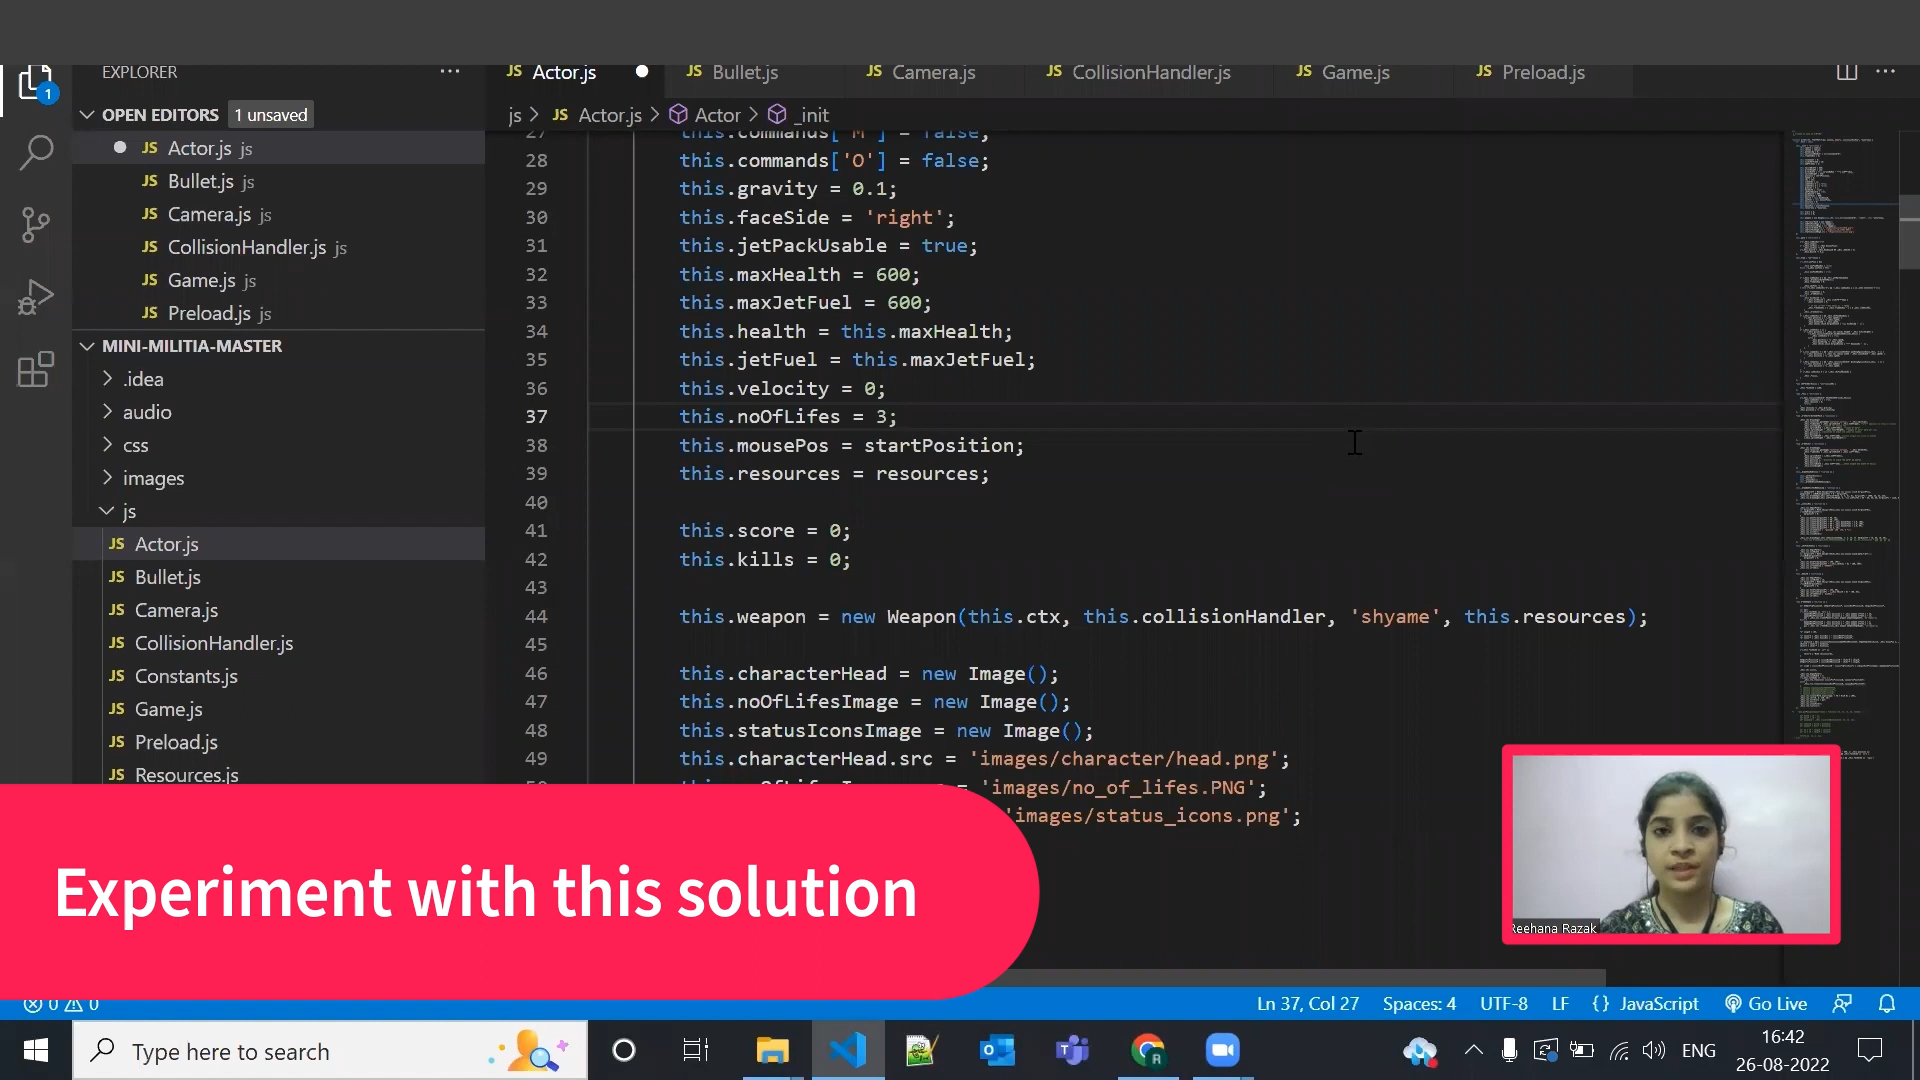 EXPLORER
···
JS Actor.js
JS Bullet.js
JS Camera.js
JS CollisionHandler.js
JS Game.js
JS Preload.js
···
1
OPEN EDITORS 1 unsaved
JS Actor.js js
JS Bullet.js js
JS Camera.js js
JS CollisionHandler.js js
JS Game.js js
JS Preload.js js
MINI-MILITIA-MASTER
.idea
audio
css
images
js
JS Actor.js
JS Bullet.js
JS Camera.js
JS CollisionHandler.js
JS Constants.js
JS Game.js
JS Preload.js
JS Resources.js
js > JS Actor.js > Actor > _init
27 this.commands['M'] = false;
28 this.commands['O'] = false;
29 this.gravity = 0.1;
30 this.faceSide = 'right';
31 this.jetPackUsable = true;
32 this.maxHealth = 600;
33 this.maxJetFuel = 600;
34 this.health = this.maxHealth;
35 this.jetFuel = this.maxJetFuel;
36 this.velocity = 0;
37 this.noOfLifes = 3;
38 this.mousePos = startPosition;
39 this.resources = resources;
40
41 this.score = 0;
42 this.kills = 0;
43
44 this.weapon = new Weapon(this.ctx, this.collisionHandler, 'shyame', this.resources);
45
46 this.characterHead = new Image();
47 this.noOfLifesImage = new Image();
48 this.statusIconsImage = new Image();
49 this.characterHead.src = 'images/character/head.png';
= 'images/no_of_lifes.PNG';
'images/status_icons.png';
Experiment with this solution
Reehana Razak
0 0
Ln 37, Col 27 Spaces: 4 UTF-8 LF {} JavaScript Go Live
Type here to search
ENG
16:42
26-08-2022